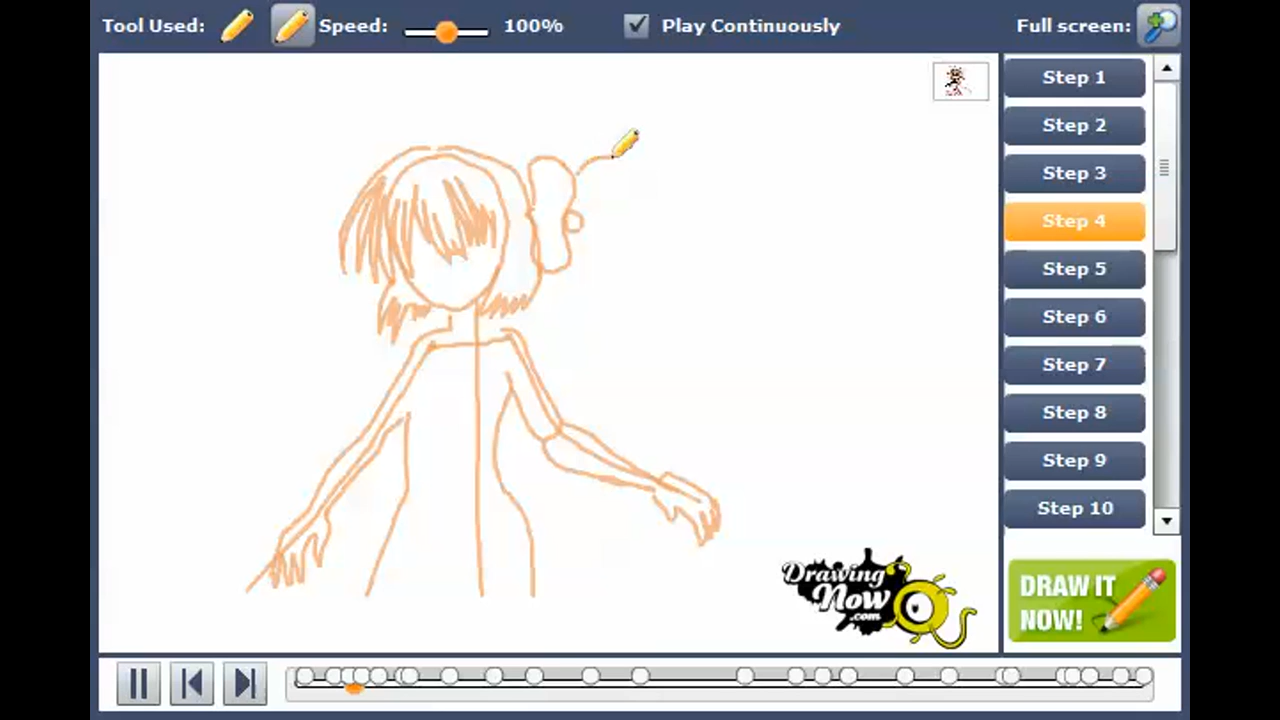 Tool Used: Speed: 100% Play Continuously Full screen:
Step 1
Step 2
Step 3
Step 4
Step 5
Step 6
Step 7
Step 8
Step 9
Step 10
Drawing
Now
.com
DRAW IT
NOW!